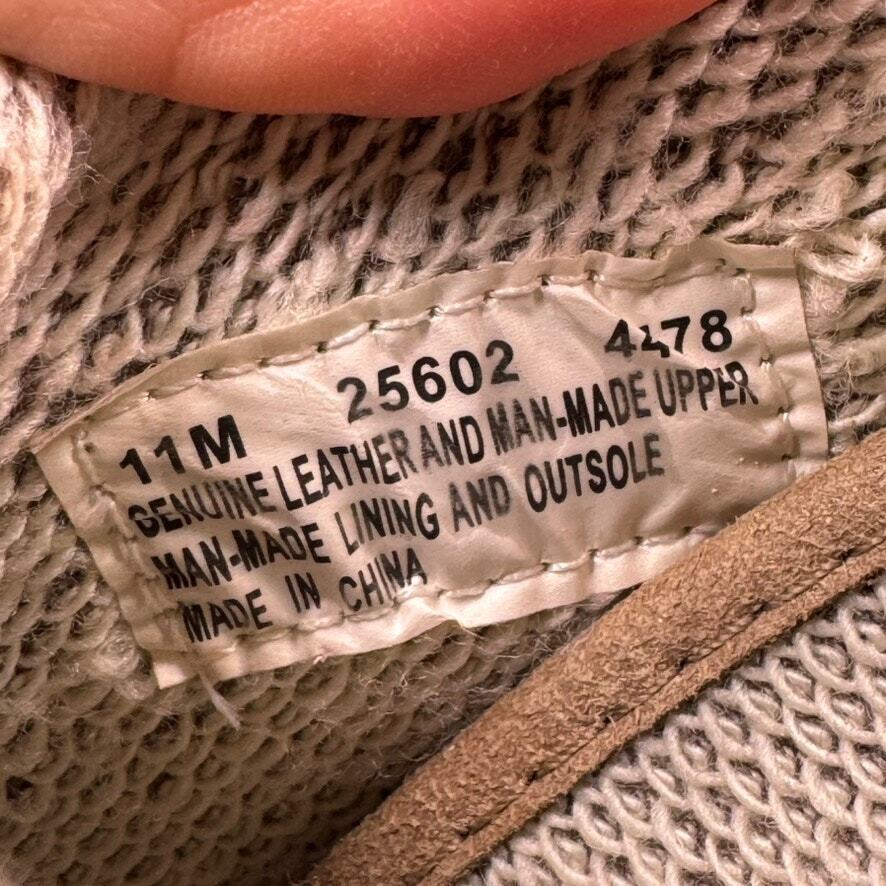 11M 25602 4478
GENUINE LEATHER AND MAN-MADE UPPER
MAN-MADE LINING AND OUTSOLE
MADE IN CHINA